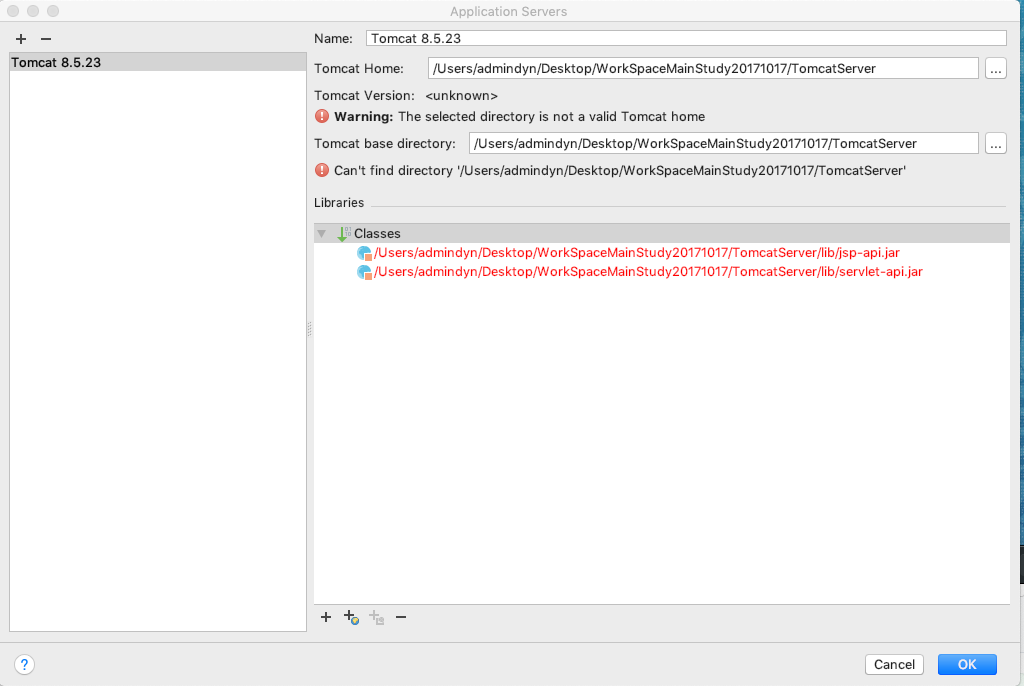 Application Servers
Tomcat 8.5.23
Name: Tomcat 8.5.23
Tomcat Home: /Users/admindyn/Desktop/WorkSpaceMainStudy20171017/TomcatServer ...
Tomcat Version: <unknown>
Warning: The selected directory is not a valid Tomcat home
Tomcat base directory: /Users/admindyn/Desktop/WorkSpaceMainStudy20171017/TomcatServer ...
Can't find directory '/Users/admindyn/Desktop/WorkSpaceMainStudy20171017/TomcatServer'
Libraries
Classes
/Users/admindyn/Desktop/WorkSpaceMainStudy20171017/TomcatServer/lib/jsp-api.jar
/Users/admindyn/Desktop/WorkSpaceMainStudy20171017/TomcatServer/lib/servlet-api.jar
? Cancel OK